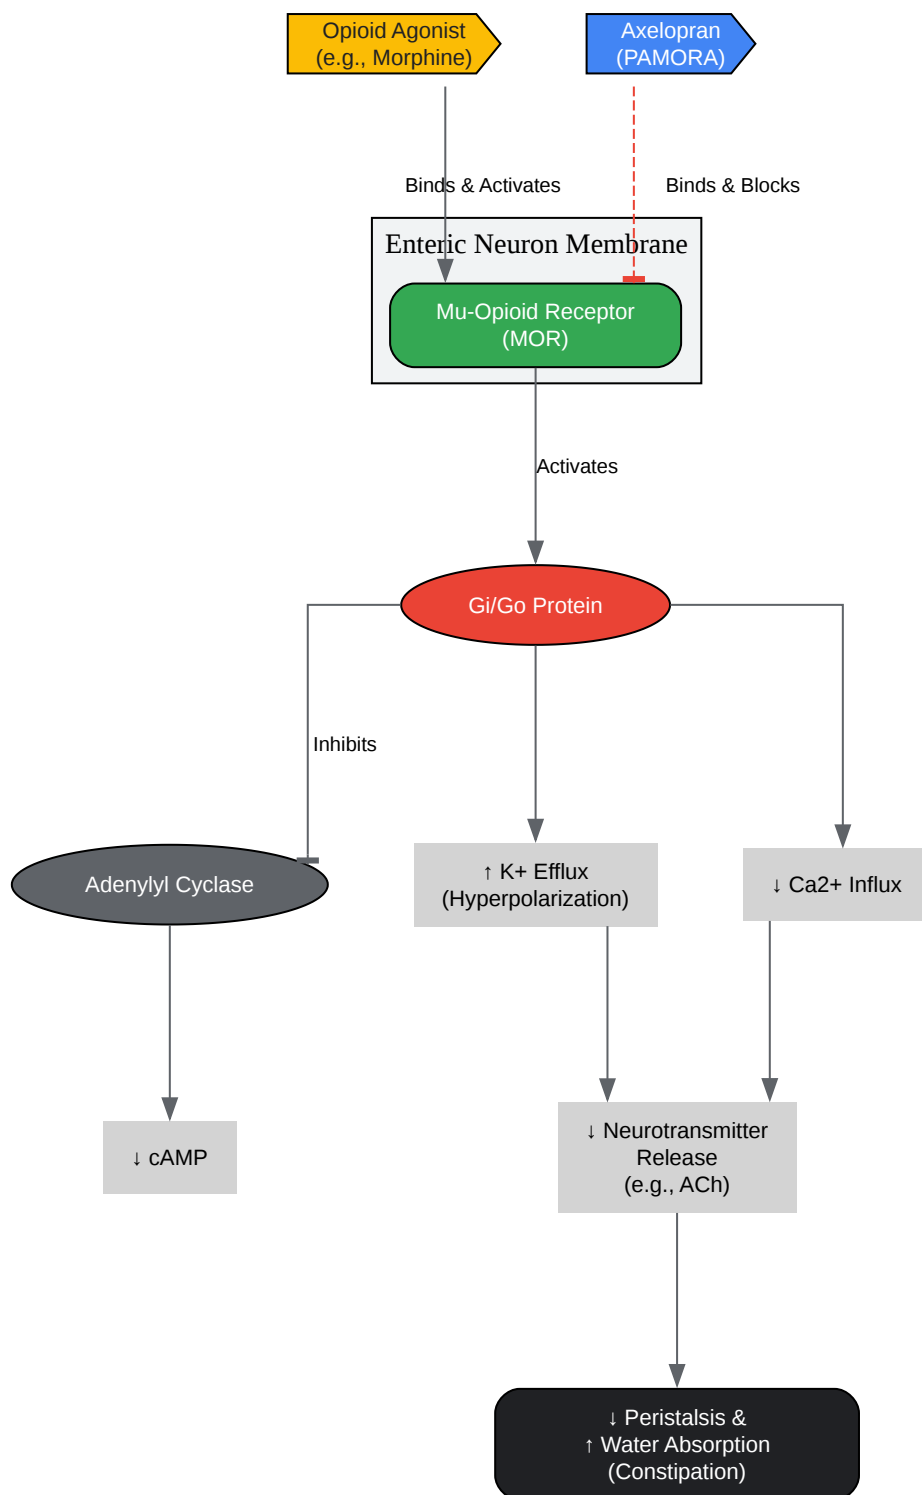 Opioid Agonist
(e.g., Morphine)
Axelopran
(PAMORA)
Binds & Activates
Binds & Blocks
Enteric Neuron Membrane
Mu-Opioid Receptor
(MOR)
Activates
Gi/Go Protein
Inhibits
Adenylyl Cyclase
↑ K+ Efflux
(Hyperpolarization)
↓ Ca2+ Influx
↓ cAMP
↓ Neurotransmitter
Release
(e.g., ACh)
↓ Peristalsis &
↑ Water Absorption
(Constipation)